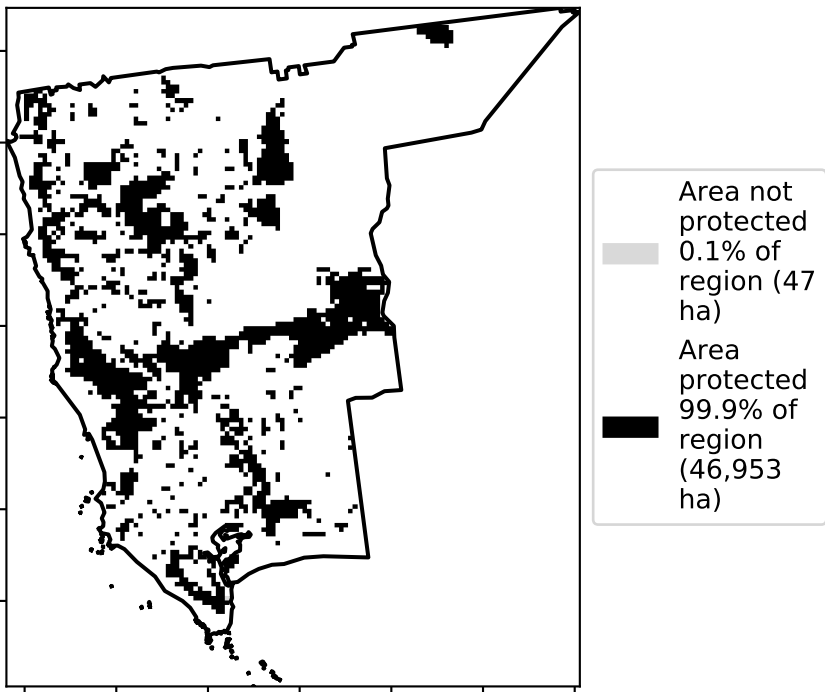 Area not
protected
0.1% of
region (47
ha)
Area
protected
99.9% of
region
(46,953
ha)